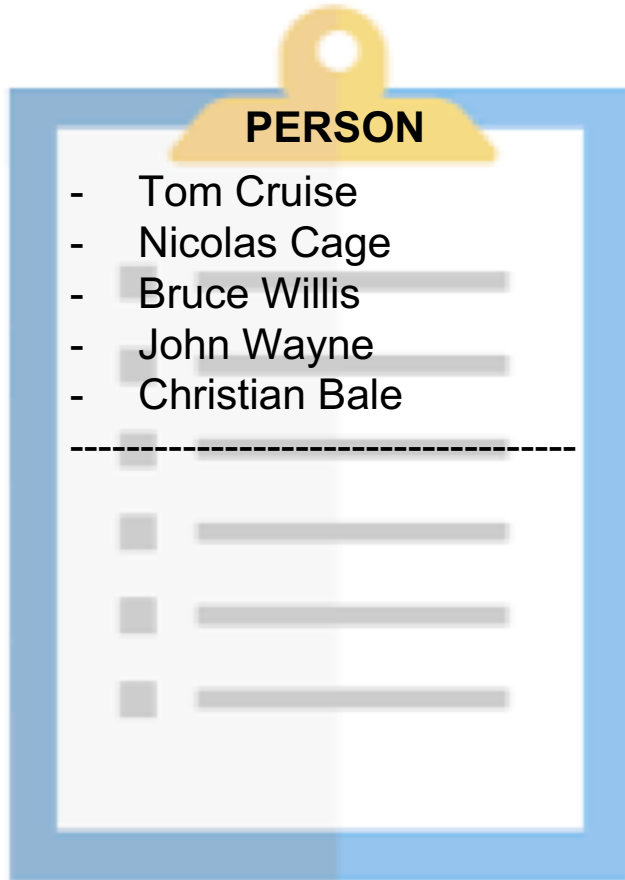 PERSON
- Tom Cruise
- Nicolas Cage
- Bruce Willis
- John Wayne
- Christian Bale
------------------------------------